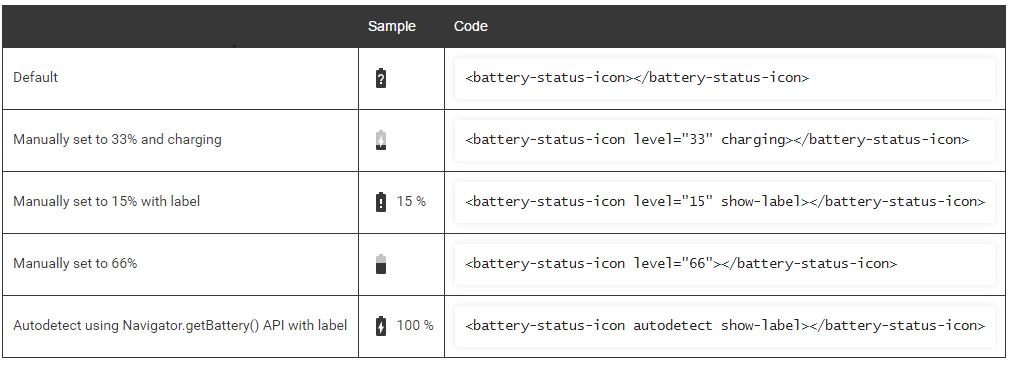 Sample Code
Default <battery-status-icon></battery-status-icon>
Manually set to 33% and charging <battery-status-icon level="33" charging></battery-status-icon>
Manually set to 15% with label 15 % <battery-status-icon level="15" show-label></battery-status-icon>
Manually set to 66% <battery-status-icon level="66"></battery-status-icon>
Autodetect using Navigator.getBattery() API with label 100 % <battery-status-icon autodetect show-label></battery-status-icon>